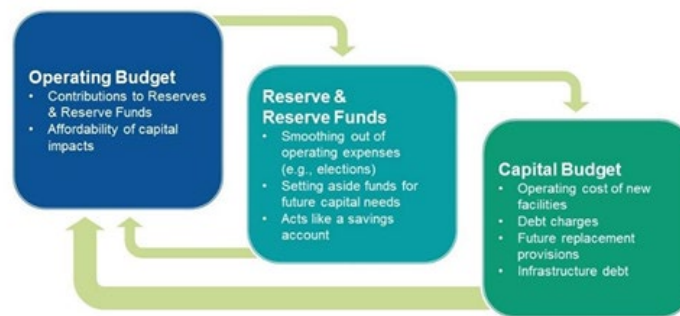 Operating Budget
• Contributions to Reserves
& Reserve Funds
• Affordability of capital
impacts
Reserve &
Reserve Funds
• Smoothing out of
operating expenses
(e.g., elections)
• Setting aside funds for
future capital needs
• Acts like a savings
account
Capital Budget
• Operating cost of new
facilities
• Debt charges
• Future replacement
provisions
• Infrastructure debt